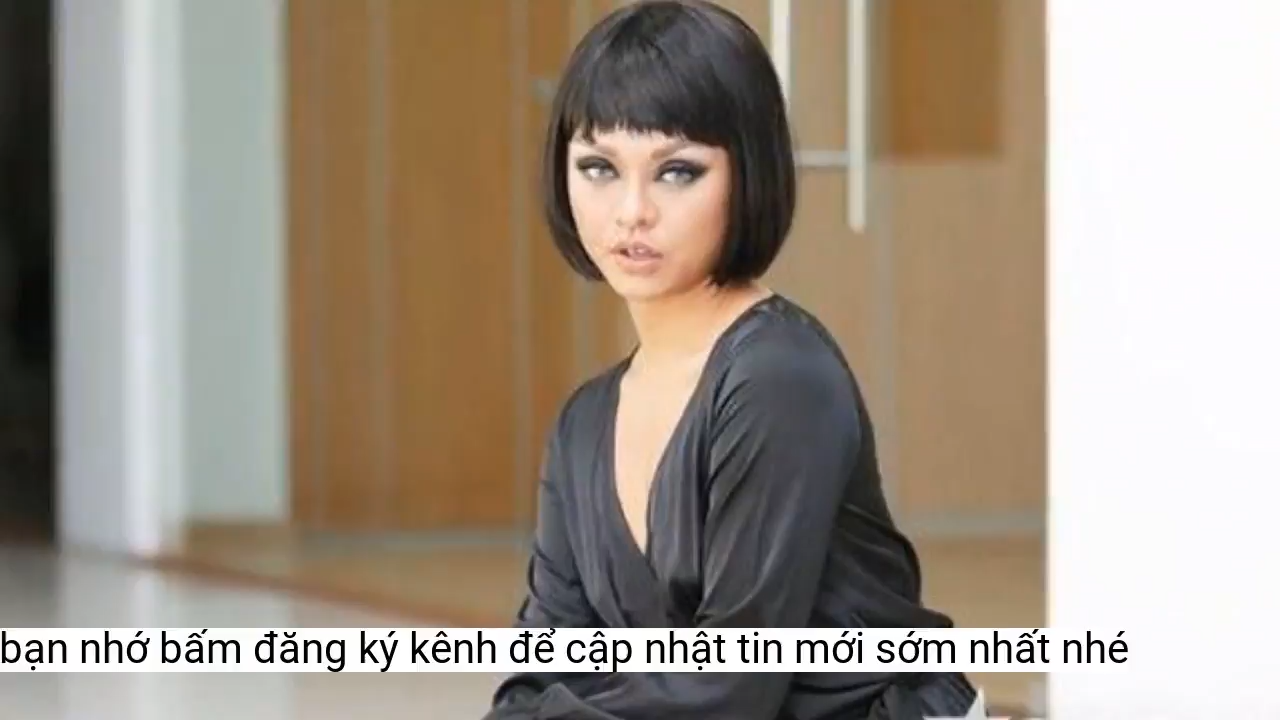 bạn nhớ bấm đăng ký kênh để cập nhật tin mới sớm nhất nhé